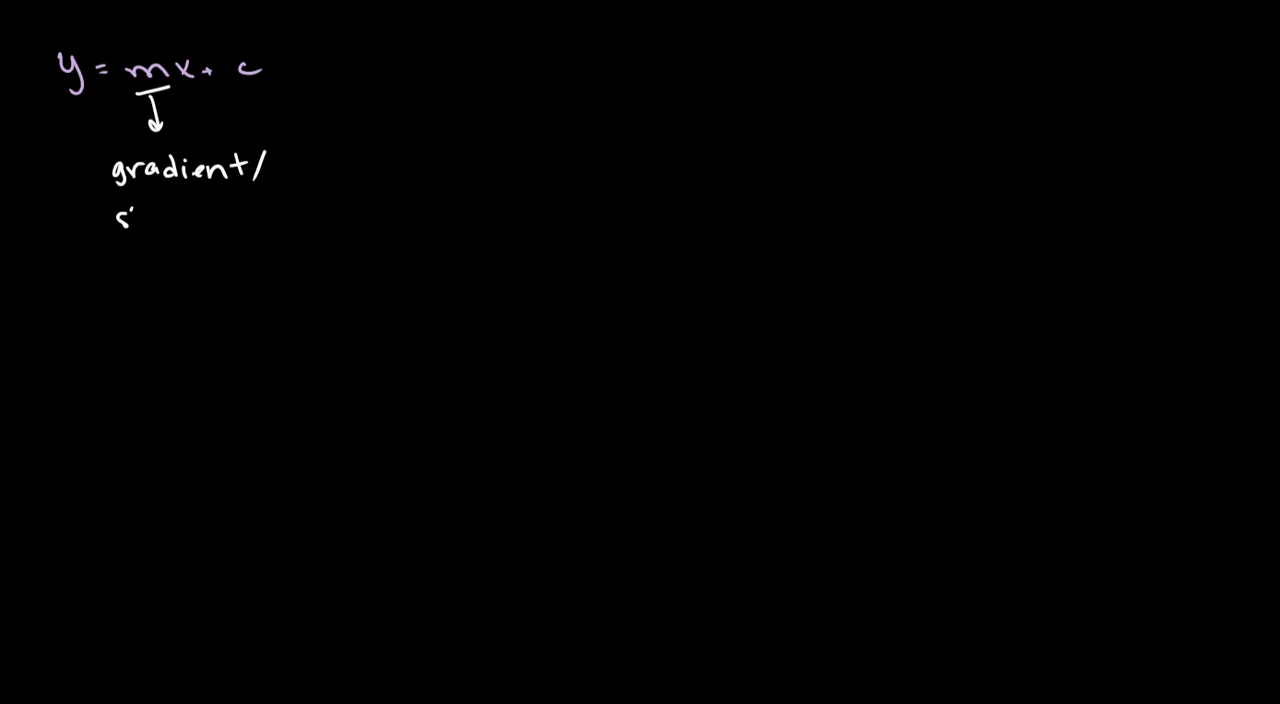 y = mx + c
gradient/
s